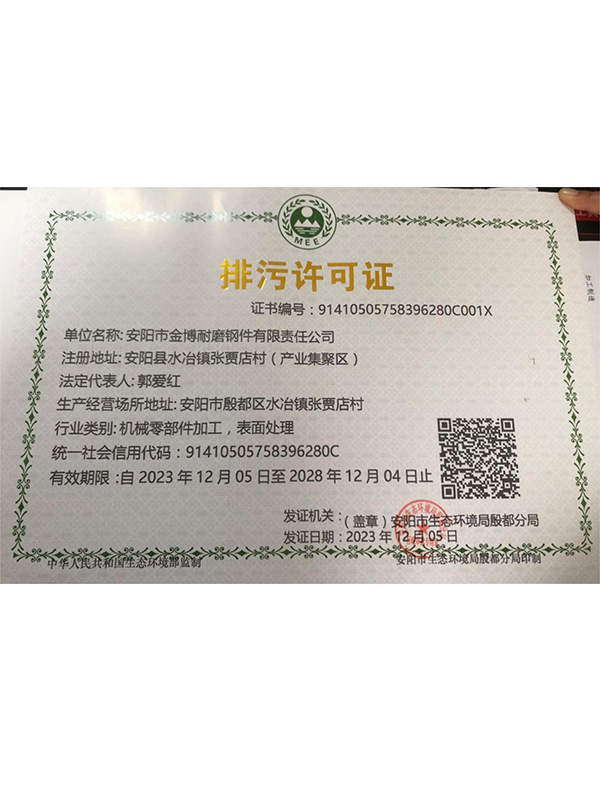 MEE
排污许可证
证书编号：91410505758396280C001X
单位名称: 安阳市金博耐磨钢件有限责任公司
注册地址: 安阳县水冶镇张贾店村（产业集聚区）
法定代表人: 郭爱红
生产经营场所地址: 安阳市殷都区水冶镇张贾店村
行业类别: 机械零部件加工，表面处理
统一社会信用代码：91410505758396280C
有效期限：自 2023 年 12 月 05 日至 2028 年 12 月 04 日止
发证机关：（盖章）安阳市生态环境局殷都分局
发证日期：2023 年 12 月 05 日
中华人民共和国生态环境部监制
安阳市生态环境局殷都分局印制